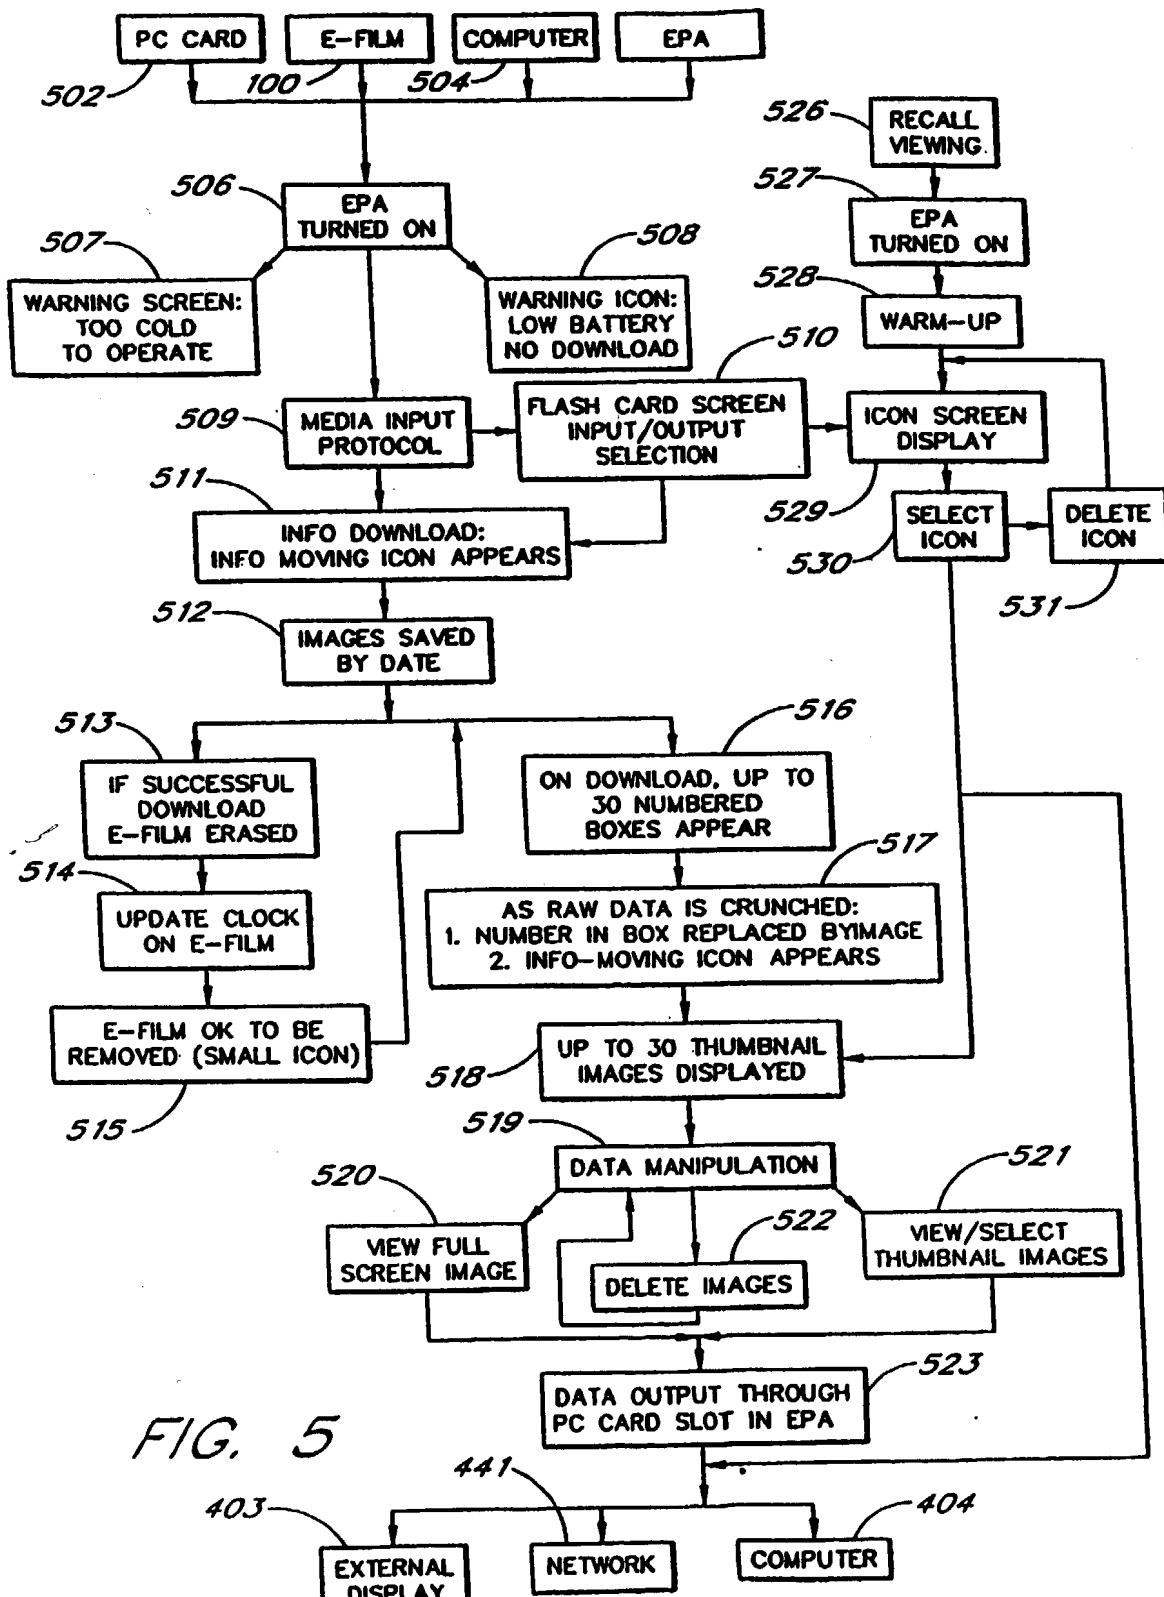 PC CARD
E-FILM
COMPUTER
EPA
502
100
504
526
RECALL
VIEWING.
506
EPA
TURNED ON
527
EPA
TURNED ON
507
WARNING SCREEN:
TOO COLD
TO OPERATE
508
WARNING ICON:
LOW BATTERY
NO DOWNLOAD
528
WARM-UP
509
MEDIA INPUT
PROTOCOL
510
FLASH CARD SCREEN
INPUT/OUTPUT
SELECTION
ICON SCREEN
DISPLAY
529
511
INFO DOWNLOAD:
INFO MOVING ICON APPEARS
SELECT
ICON
530
DELETE
ICON
531
512
IMAGES SAVED
BY DATE
513
IF SUCCESSFUL
DOWNLOAD
E-FILM ERASED
516
ON DOWNLOAD, UP TO
30 NUMBERED
BOXES APPEAR
514
UPDATE CLOCK
ON E-FILM
517
AS RAW DATA IS CRUNCHED:
1. NUMBER IN BOX REPLACED BYIMAGE
2. INFO-MOVING ICON APPEARS
E-FILM OK TO BE
REMOVED (SMALL ICON)
515
UP TO 30 THUMBNAIL
IMAGES DISPLAYED
518
519
DATA MANIPULATION
520
VIEW FULL
SCREEN IMAGE
522
DELETE IMAGES
521
VIEW/SELECT
THUMBNAIL IMAGES
523
DATA OUTPUT THROUGH
PC CARD SLOT IN EPA
FIG. 5
403
EXTERNAL
DISPLAY
441
NETWORK
404
COMPUTER